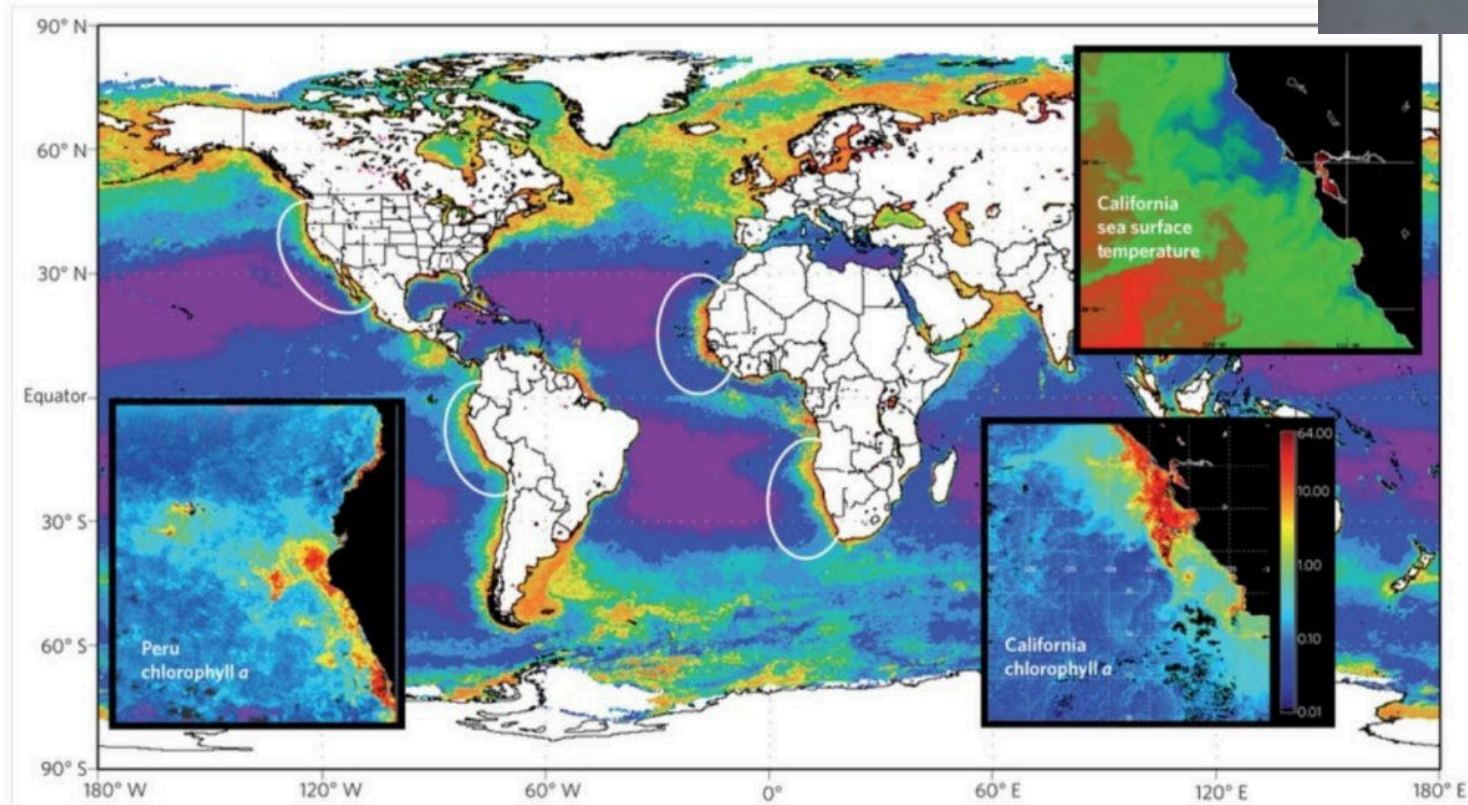 90° N
60° N
30° N
Equator
30° S
60° S
90° S
180° W
120° W
60° W
0°
60° E
120° E
180° E
California
sea surface
temperature
Peru
chlorophyll a
California
chlorophyll a
64.00
10.00
1.00
0.10
0.01